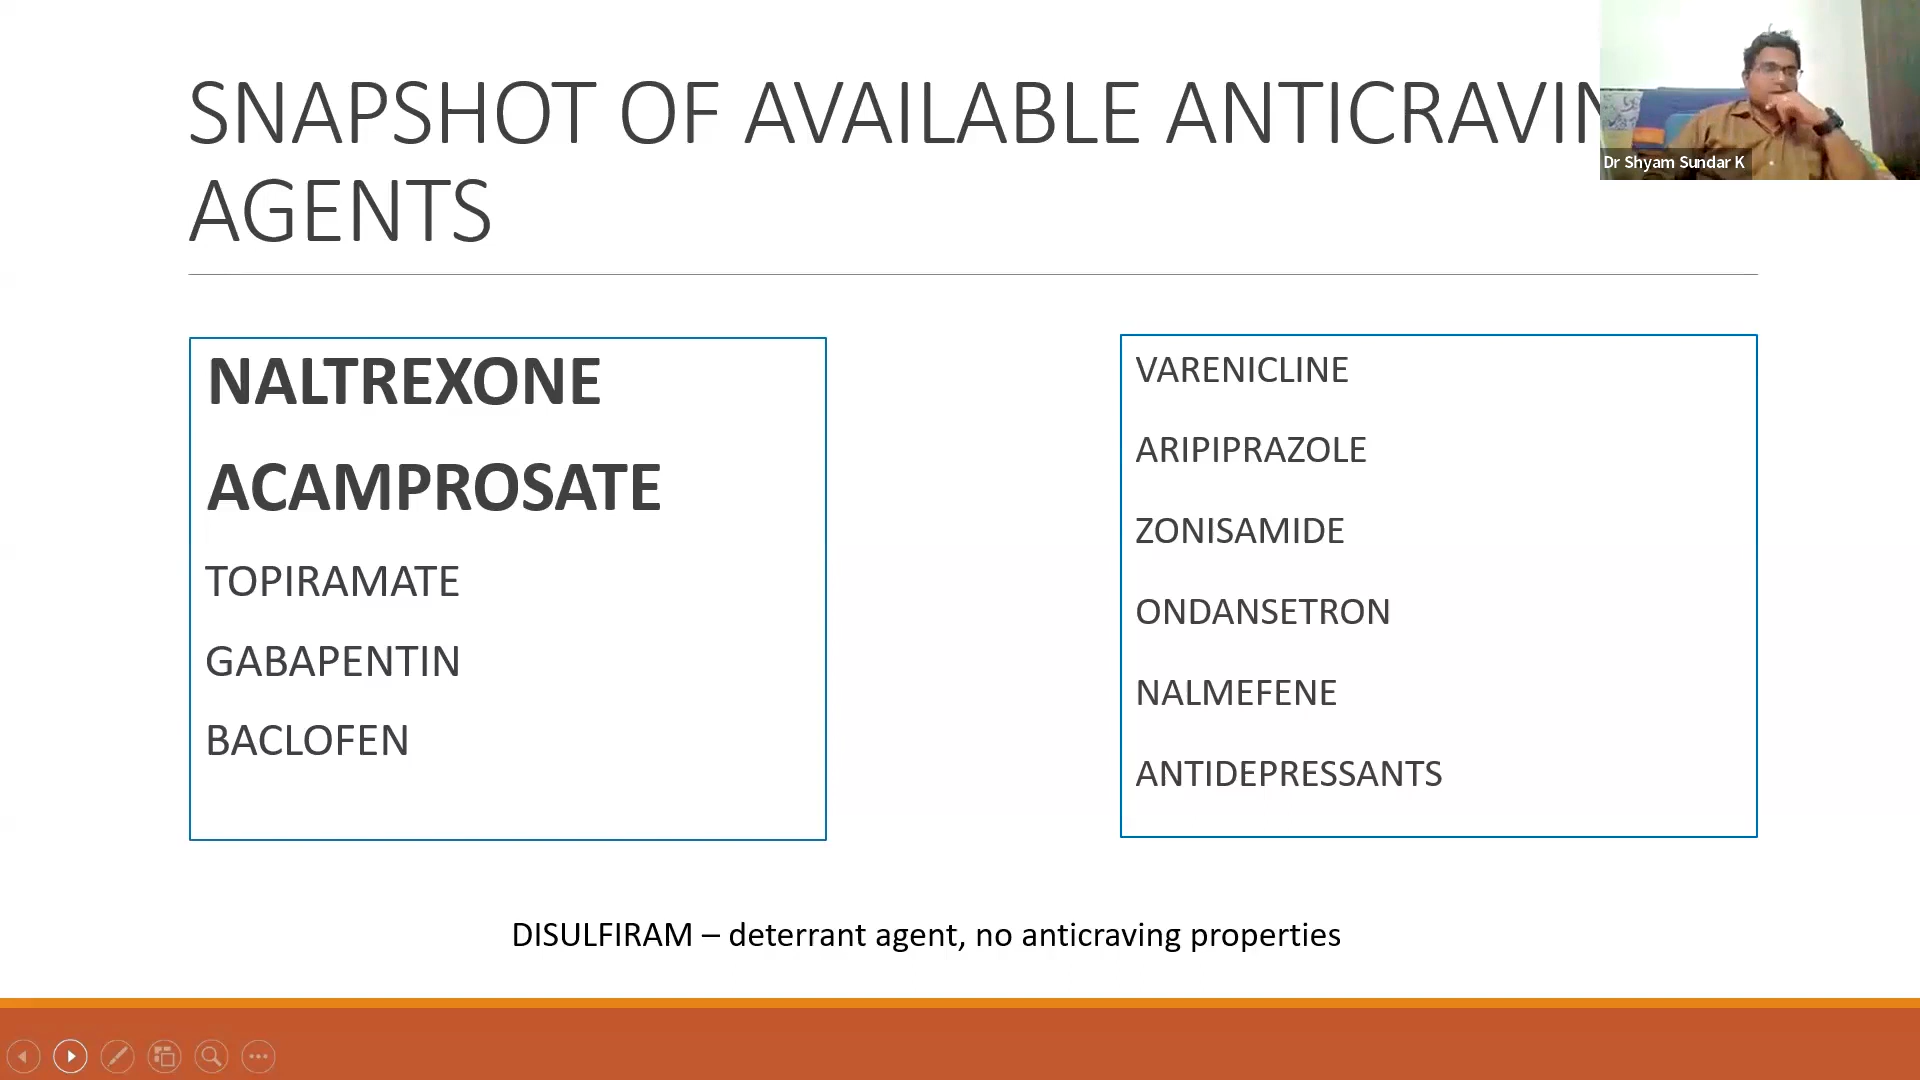 SNAPSHOT OF AVAILABLE ANTICRAVIN
AGENTS
Dr Shyam Sundar K
NALTREXONE
ACAMPROSATE
TOPIRAMATE
GABAPENTIN
BACLOFEN
VARENICLINE
ARIPIPRAZOLE
ZONISAMIDE
ONDANSETRON
NALMEFENE
ANTIDEPRESSANTS
DISULFIRAM – deterrant agent, no anticraving properties